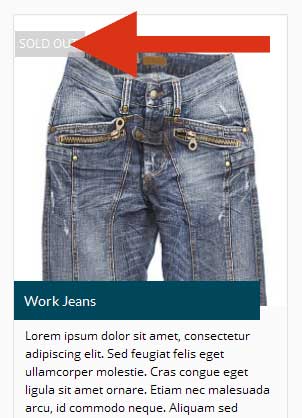 SOLD OUT
Work Jeans
Lorem ipsum dolor sit amet, consectetur
adipiscing elit. Sed feugiat felis eget
ullamcorper molestie. Cras congue eget
ligula sit amet ornare. Etiam nec malesuada
arcu, id commodo neque. Aliquam sed